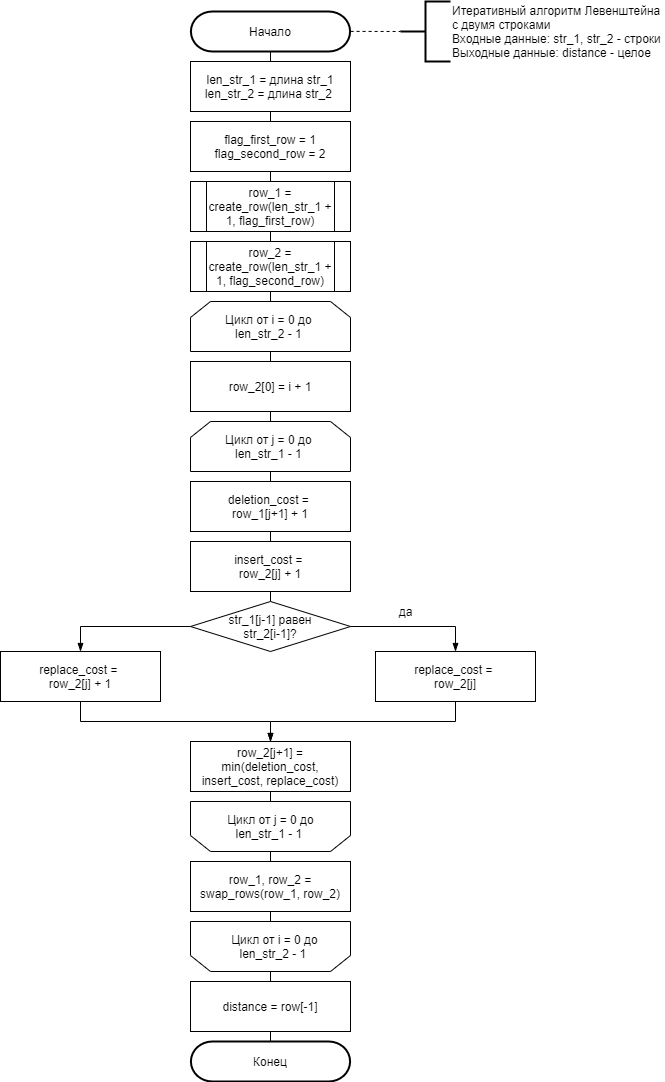 Начало
Итеративный алгоритм Левенштейна
с двумя строками
Входные данные: str_1, str_2 - строки
Выходные данные: distance - целое
len_str_1 = длина str_1
len_str_2 = длина str_2
flag_first_row = 1
flag_second_row = 2
row_1 =
create_row(len_str_1 +
1, flag_first_row)
row_2 =
create_row(len_str_1 +
1, flag_second_row)
Цикл от i = 0 до
len_str_2 - 1
row_2[0] = i + 1
Цикл от j = 0 до
len_str_1 - 1
deletion_cost =
row_1[j+1] + 1
insert_cost =
row_2[j] + 1
str_1[j-1] равен
str_2[i-1]?
да
replace_cost =
row_2[j] + 1
replace_cost =
row_2[j]
row_2[j+1] =
min(deletion_cost,
insert_cost, replace_cost)
Цикл от j = 0 до
len_str_1 - 1
row_1, row_2 =
swap_rows(row_1, row_2)
Цикл от i = 0 до
len_str_2 - 1
distance = row[-1]
Конец